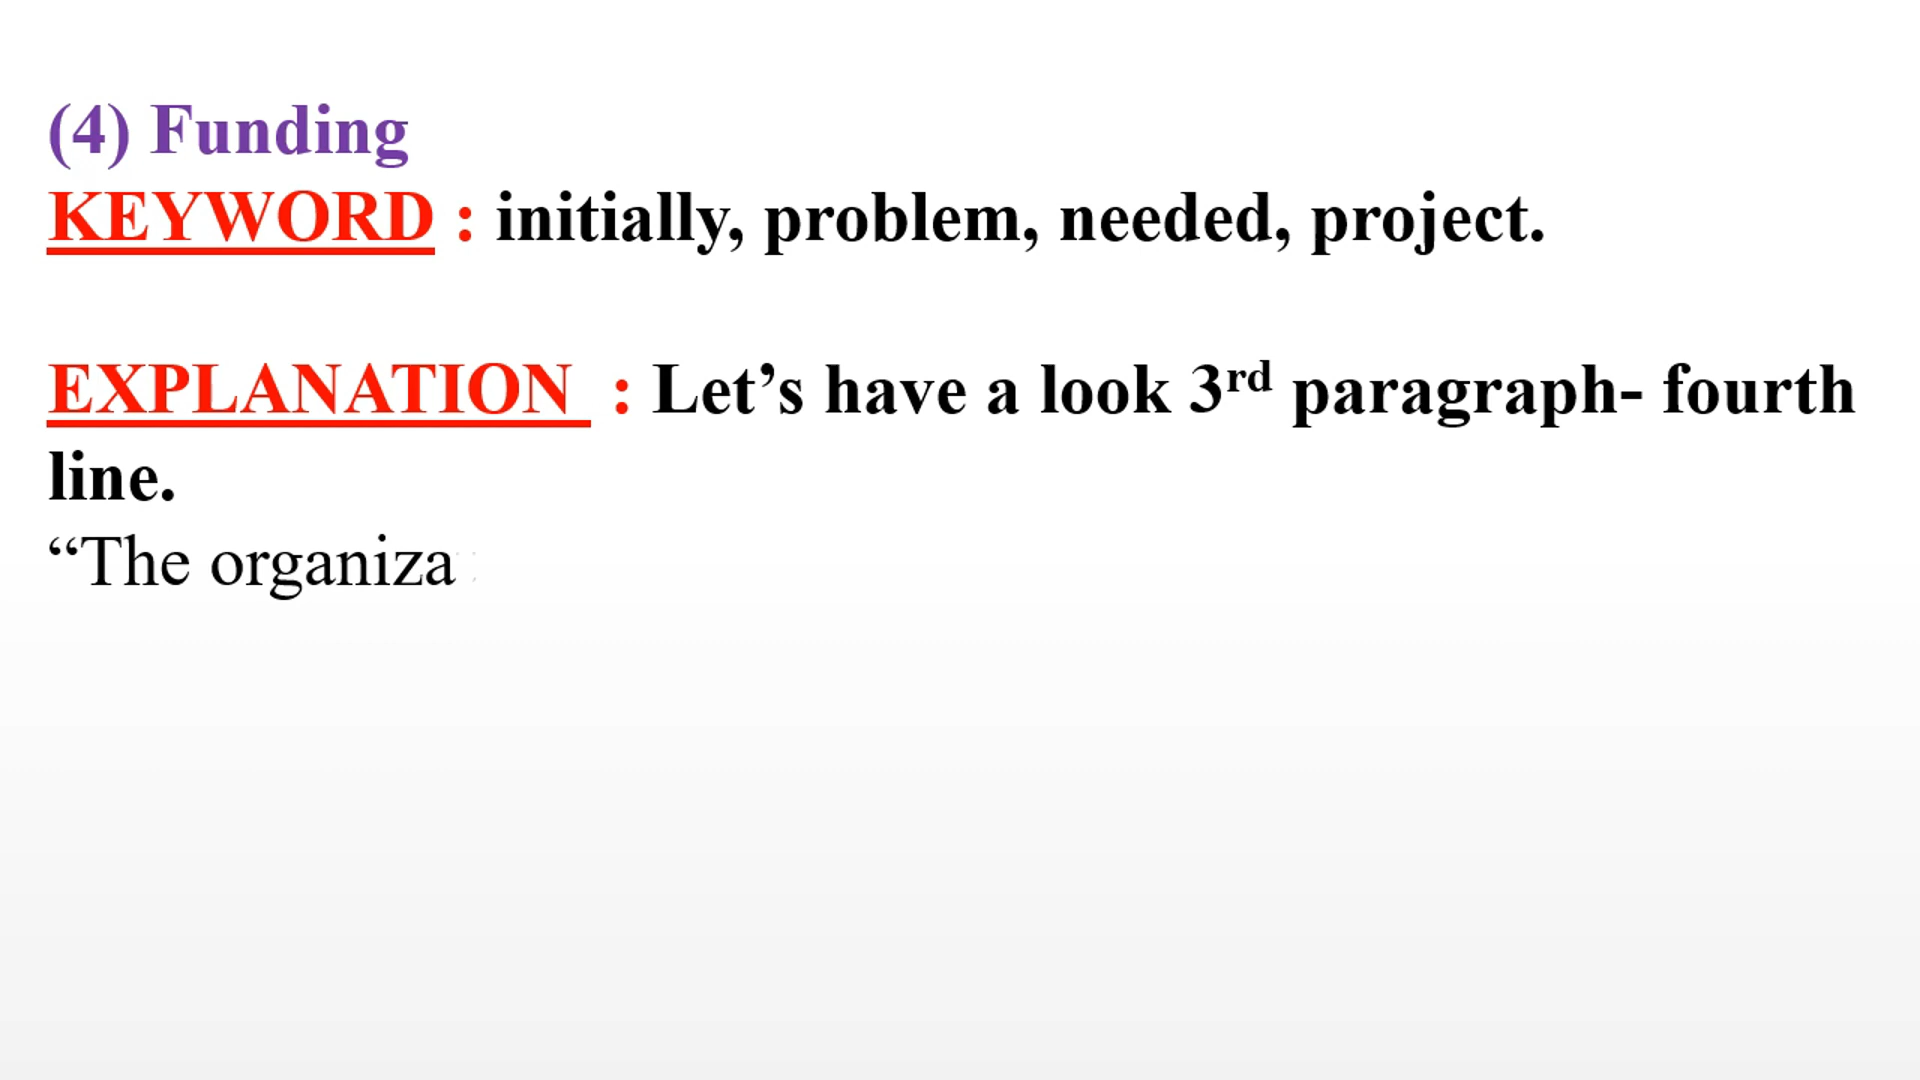 (4) Funding
KEYWORD : initially, problem, needed, project.
EXPLANATION : Let’s have a look 3rd paragraph- fourth
line.
“The organiza